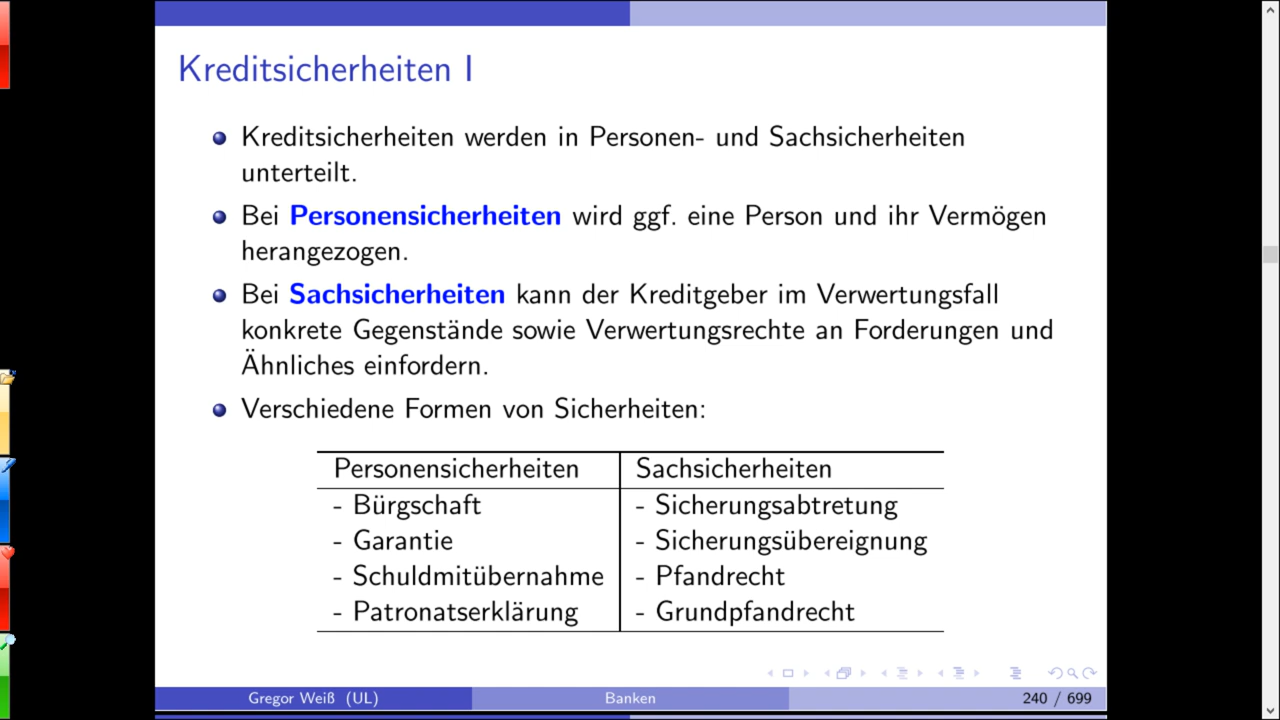 Kreditsicherheiten I
Kreditsicherheiten werden in Personen- und Sachsicherheiten
unterteilt.
Bei Personensicherheiten wird ggf. eine Person und ihr Vermögen
herangezogen.
Bei Sachsicherheiten kann der Kreditgeber im Verwertungsfall
konkrete Gegenstände sowie Verwertungsrechte an Forderungen und
Ähnliches einfordern.
Verschiedene Formen von Sicherheiten:
Personensicherheiten Sachsicherheiten
- Bürgschaft - Sicherungsabtretung
- Garantie - Sicherungsübereignung
- Schuldmitübernahme - Pfandrecht
- Patronatserklärung - Grundpfandrecht
Gregor Weiß (UL) Banken 240 / 699